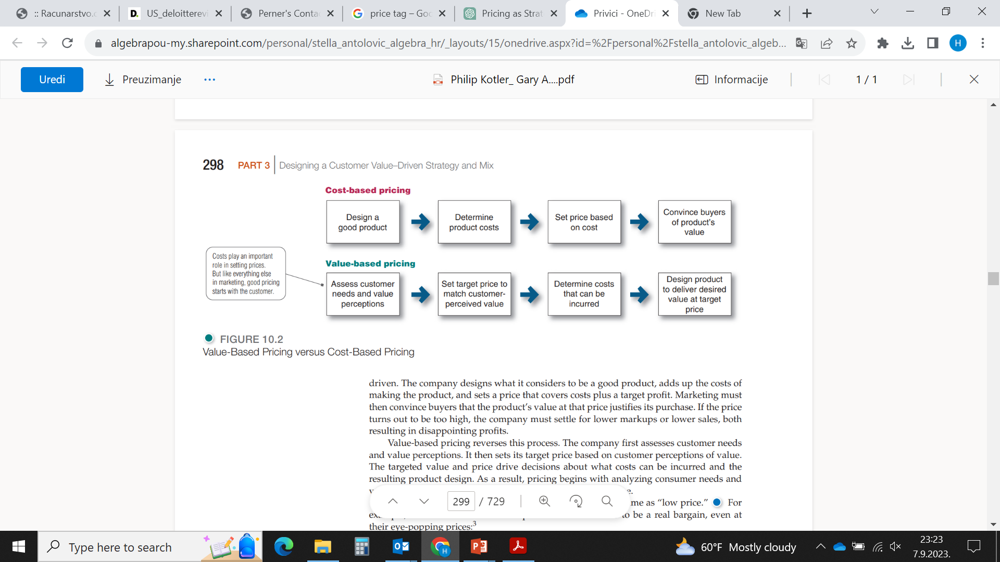 :: Racunarstvo.c
US_deloitterevi
Perner's Conta
price tag – Goo
Pricing as Strat
Privici - OneDri
New Tab
algebrapou-my.sharepoint.com/personal/stella_antolovic_algebra_hr/_layouts/15/onedrive.aspx?id=%2Fpersonal%2Fstella_antolovic_algeb...
H
Uredi
Preuzimanje
Philip Kotler_ Gary A....pdf
Informacije
1 / 1
298 PART 3 Designing a Customer Value–Driven Strategy and Mix
Cost-based pricing
Design a
good product
Determine
product costs
Set price based
on cost
Convince buyers
of product's
value
Costs play an important
role in setting prices.
But like everything else
in marketing, good pricing
starts with the customer.
Value-based pricing
Assess customer
needs and value
perceptions
Set target price to
match customer-
perceived value
Determine costs
that can be
incurred
Design product
to deliver desired
value at target
price
FIGURE 10.2
Value-Based Pricing versus Cost-Based Pricing
driven. The company designs what it considers to be a good product, adds up the costs of
making the product, and sets a price that covers costs plus a target profit. Marketing must
then convince buyers that the product's value at that price justifies its purchase. If the price
turns out to be too high, the company must settle for lower markups or lower sales, both
resulting in disappointing profits.
Value-based pricing reverses this process. The company first assesses customer needs
and value perceptions. It then sets its target price based on customer perceptions of value.
The targeted value and price drive decisions about what costs can be incurred and the
resulting product design. As a result, pricing begins with analyzing consumer needs and
299 / 729
as "low price." For
to be a real bargain, even at
their eye-popping prices:3
Type here to search
60°F Mostly cloudy
23:23
7.9.2023.